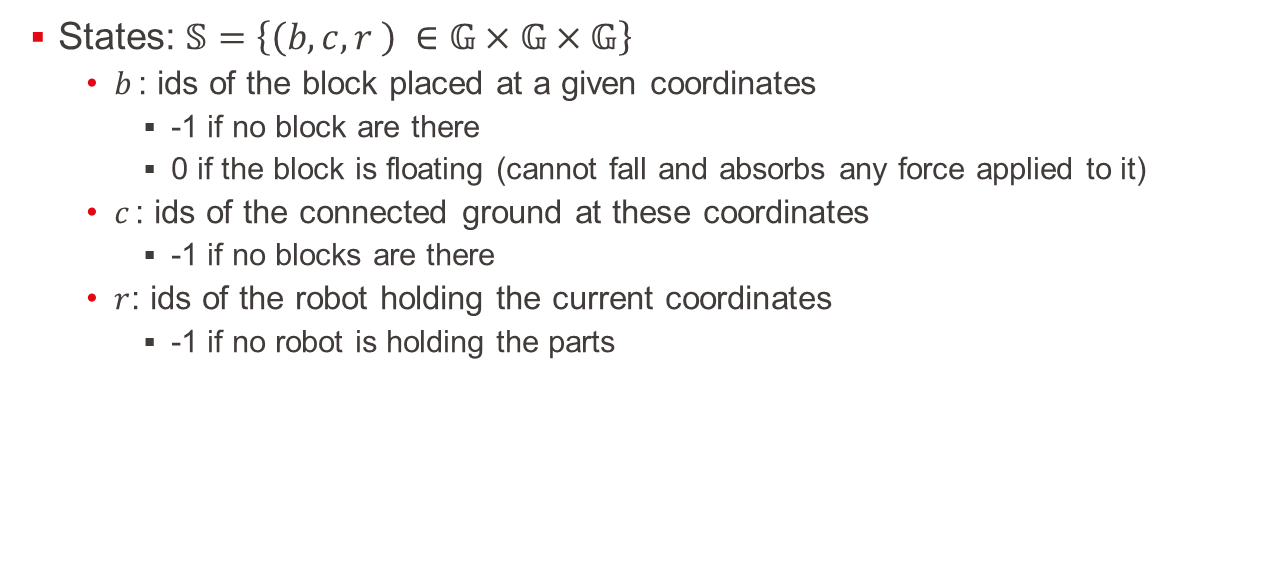 ▪ States: 𝕊 = {(b, c, r ) ∈ 𝔾 × 𝔾 × 𝔾}
• b : ids of the block placed at a given coordinates
▪ -1 if no block are there
▪ 0 if the block is floating (cannot fall and absorbs any force applied to it)
• c : ids of the connected ground at these coordinates
▪ -1 if no blocks are there
• r: ids of the robot holding the current coordinates
▪ -1 if no robot is holding the parts